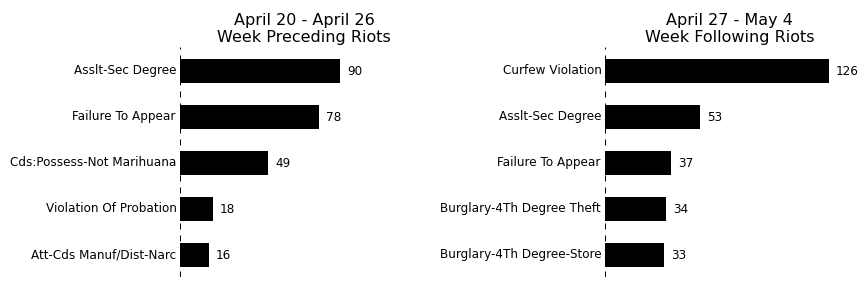 April 20 - April 26
Week Preceding Riots
Asslt-Sec Degree 90
Failure To Appear 78
Cds:Possess-Not Marihuana 49
Violation Of Probation 18
Att-Cds Manuf/Dist-Narc 16
April 27 - May 4
Week Following Riots
Curfew Violation 126
Asslt-Sec Degree 53
Failure To Appear 37
Burglary-4Th Degree Theft 34
Burglary-4Th Degree-Store 33